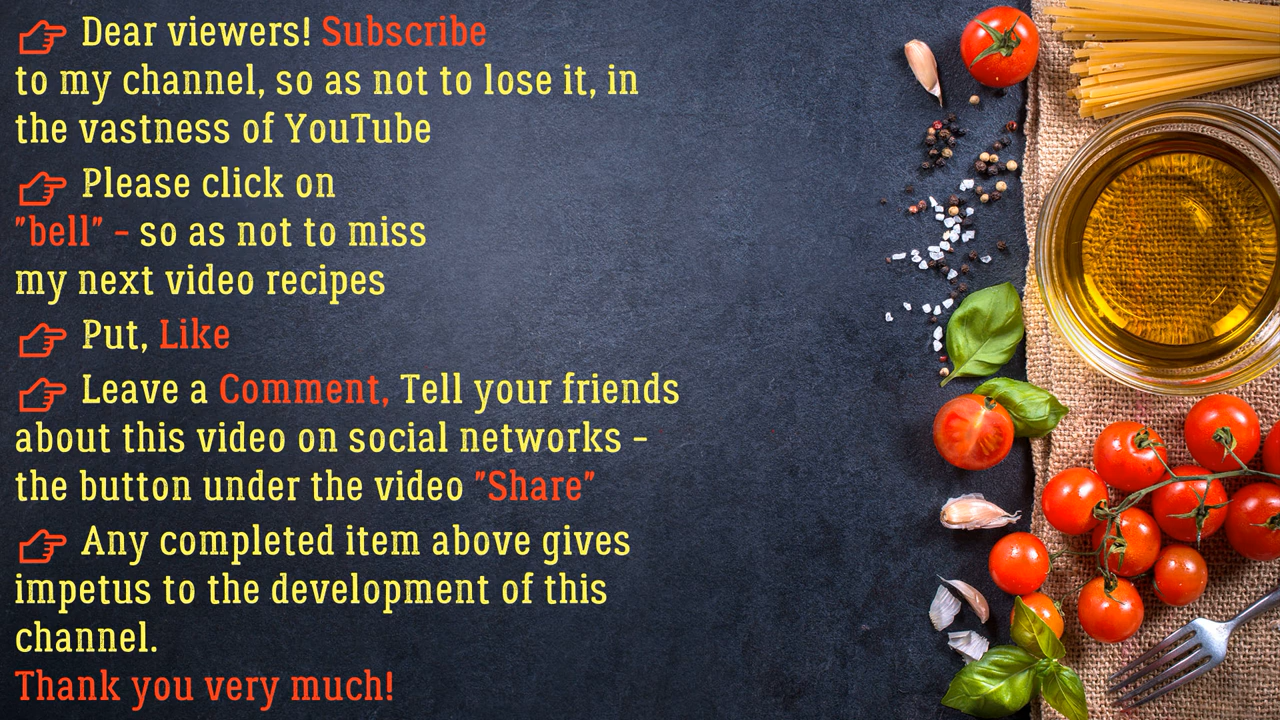 Dear viewers! Subscribe
to my channel, so as not to lose it, in
the vastness of YouTube
Please click on
"bell" - so as not to miss
my next video recipes
Put, Like
Leave a Comment, Tell your friends
about this video on social networks -
the button under the video "Share"
Any completed item above gives
impetus to the development of this
channel.
Thank you very much!